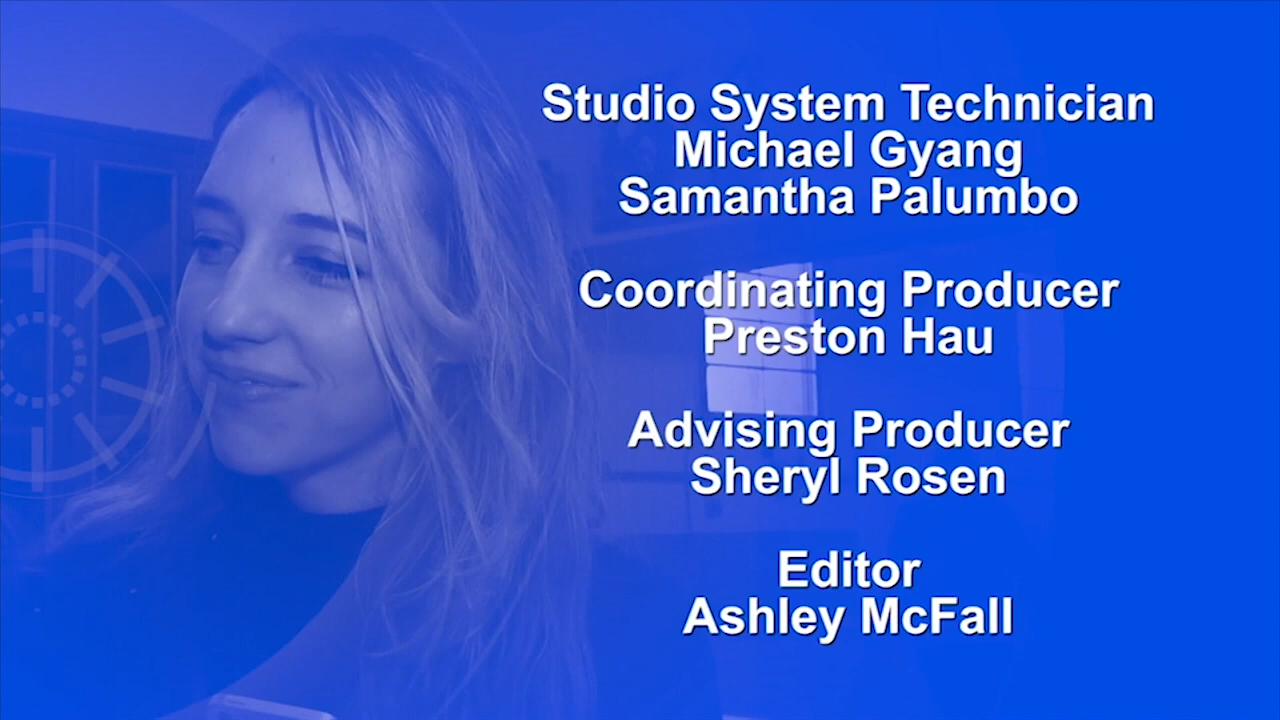 Studio System Technician
Michael Gyang
Samantha Palumbo
Coordinating Producer
Preston Hau
Advising Producer
Sheryl Rosen
Editor
Ashley McFall